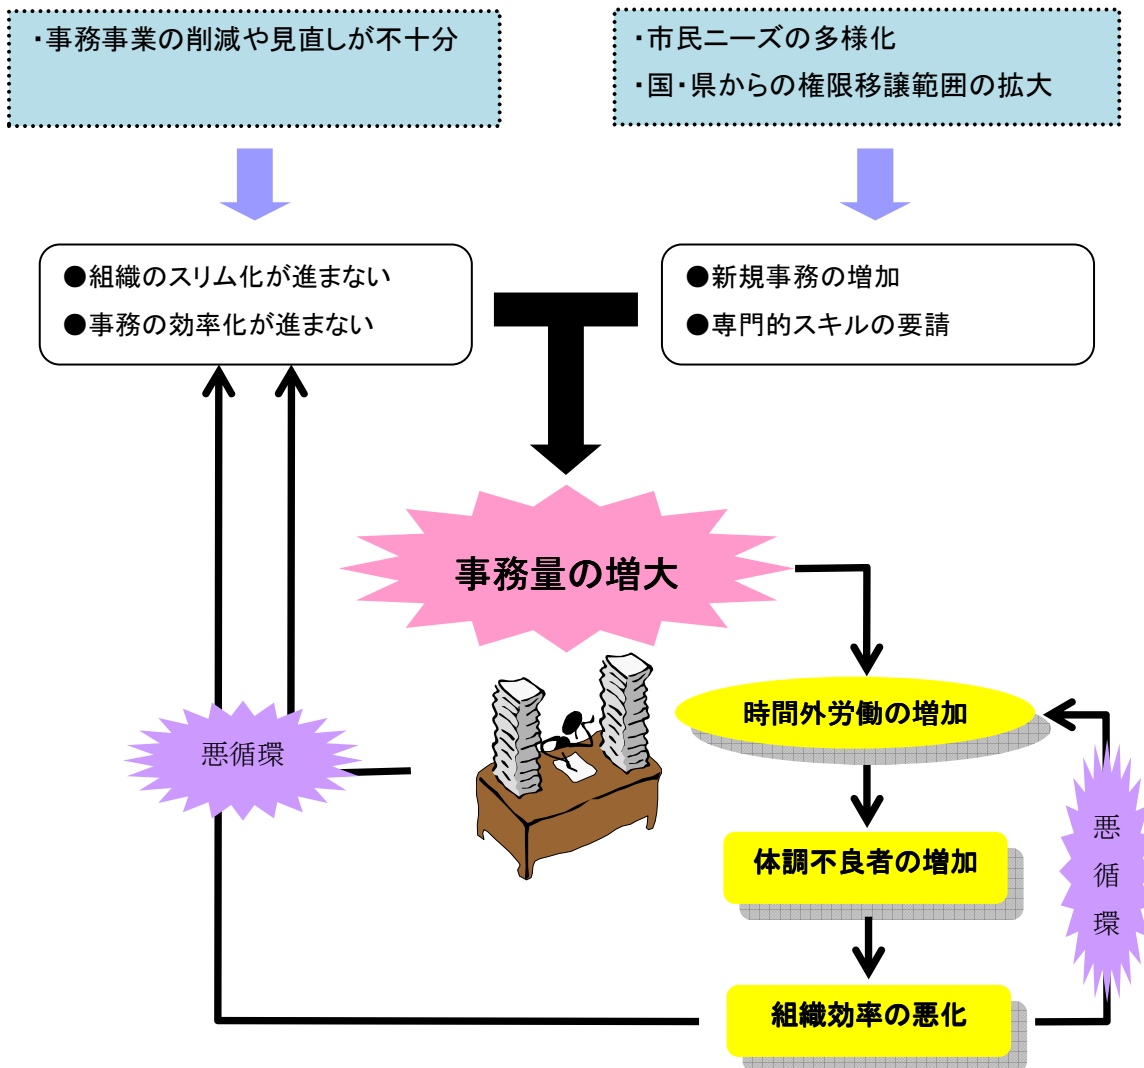 ・事務事業の削減や見直しが不十分
・市民ニーズの多様化
・国・県からの権限移譲範囲の拡大
●組織のスリム化が進まない
●事務の効率化が進まない
●新規事務の増加
●専門的スキルの要請
事務量の増大
時間外労働の増加
悪循環
体調不良者の増加
悪循環
組織効率の悪化